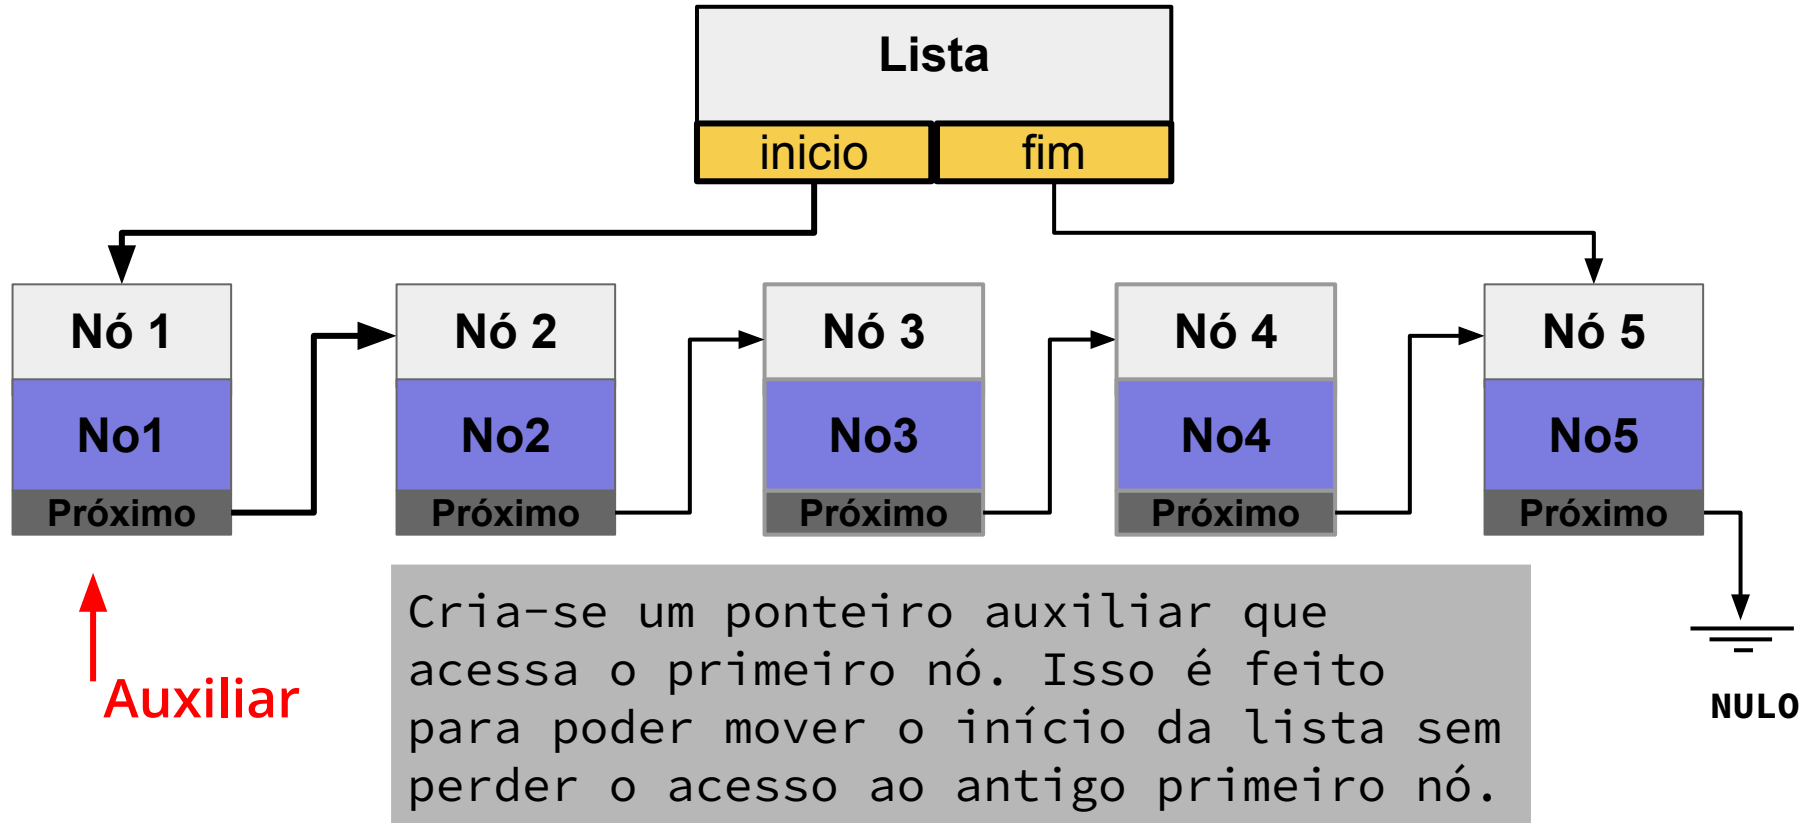 Lista
inicio fim
Nó 1 Nó 2 Nó 3 Nó 4 Nó 5
No1 No2 No3 No4 No5
Próximo Próximo Próximo Próximo Próximo
Auxiliar
Cria-se um ponteiro auxiliar que
acessa o primeiro nó. Isso é feito
para poder mover o início da lista sem
perder o acesso ao antigo primeiro nó.
NULO